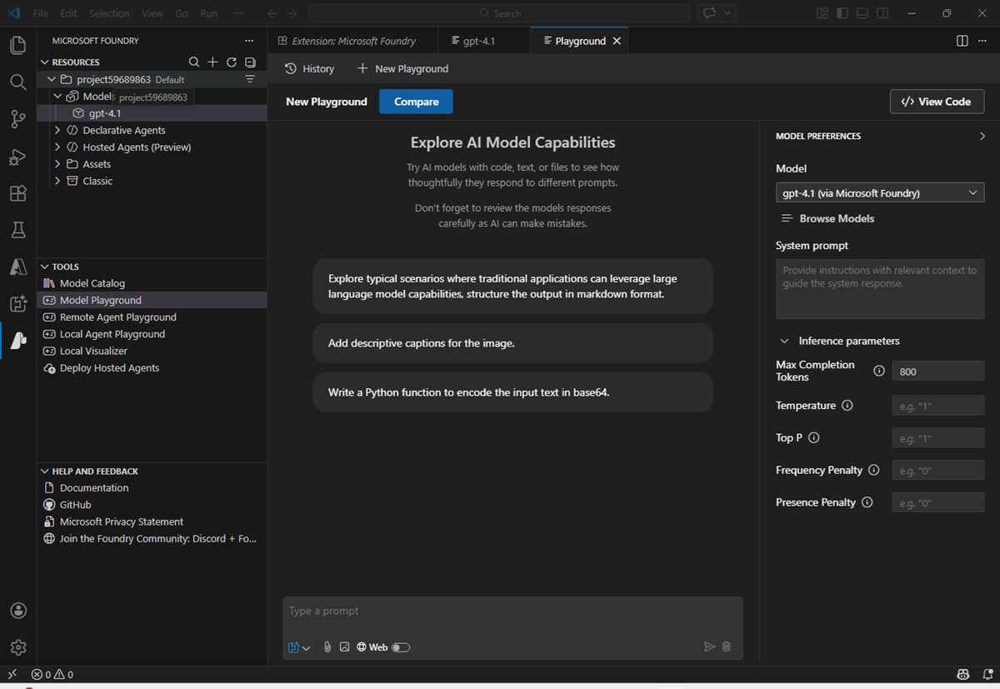 File Edit Selection View Go Run ··· Search
MICROSOFT FOUNDRY ···
RESOURCES
project59689863 Default
Models
project59689863
gpt-4.1
Declarative Agents
Hosted Agents (Preview)
Assets
Classic
TOOLS
Model Catalog
Model Playground
Remote Agent Playground
Local Agent Playground
Local Visualizer
Deploy Hosted Agents
HELP AND FEEDBACK
Documentation
GitHub
Microsoft Privacy Statement
Join the Foundry Community: Discord + Fo...
Extension: Microsoft Foundry gpt-4.1 Playground
History New Playground
New Playground Compare View Code
Explore AI Model Capabilities
Try AI models with code, text, or files to see how
thoughtfully they respond to different prompts.
Don't forget to review the models responses
carefully as AI can make mistakes.
Explore typical scenarios where traditional applications can leverage large
language model capabilities, structure the output in markdown format.
Add descriptive captions for the image.
Write a Python function to encode the input text in base64.
Type a prompt
Web
MODEL PREFERENCES
Model
gpt-4.1 (via Microsoft Foundry)
Browse Models
System prompt
Provide instructions with relevant context to
guide the system response.
Inference parameters
Max Completion
Tokens 800
Temperature e.g. "1"
Top P e.g. "1"
Frequency Penalty e.g. "0"
Presence Penalty e.g. "0"
0 0